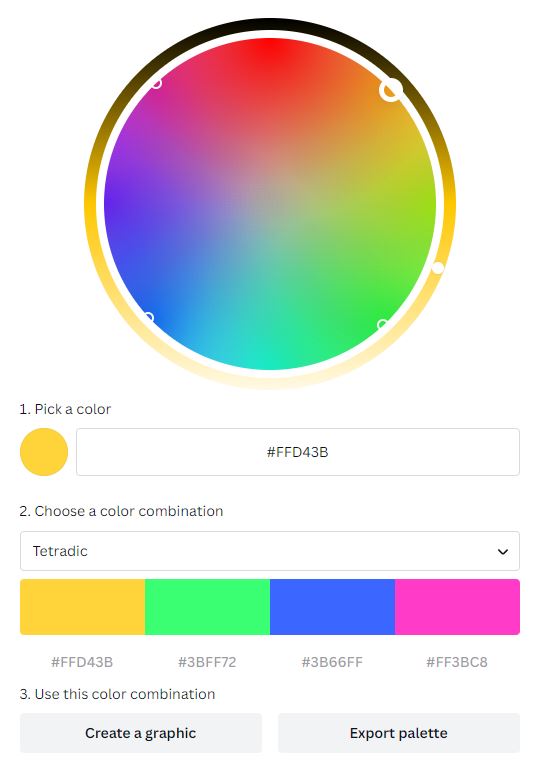 1. Pick a color
#FFD43B
2. Choose a color combination
Tetradic
#FFD43B #3BFF72 #3B66FF #FF3BC8
3. Use this color combination
Create a graphic Export palette